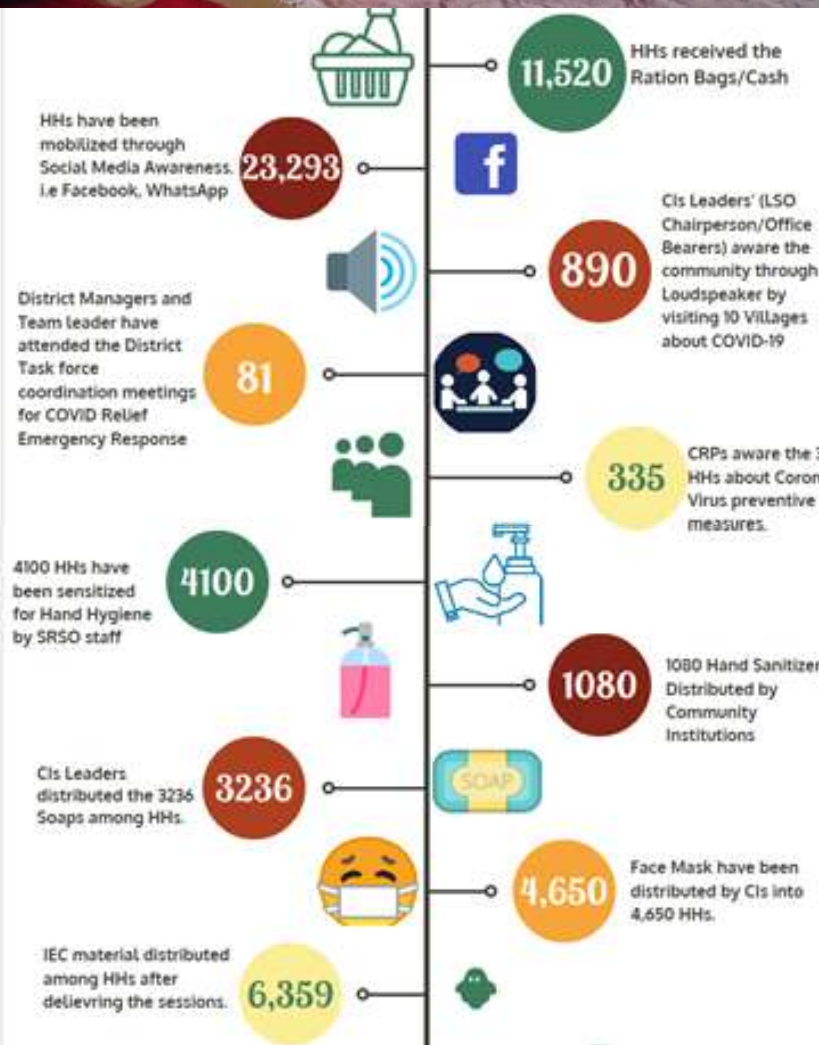 11,520
HHs received the
Ration Bags/Cash
HHs have been
mobilized through
Social Media Awareness.
i.e Facebook, WhatsApp
23,293
f
890
CIs Leaders' (LSO
Chairperson/Office
Bearers) aware the
community through
Loudspeaker by
visiting 10 Villages
about COVID-19
District Managers and
Team leader have
attended the District
Task force
coordination meetings
for COVID Relief
Emergency Response
81
335
CRPs aware the
HHs about
Virus preventive
measures.
4100 HHs have
been sensitized
for Hand Hygiene
by SRSO staff
4100
1080
1080 Hand Sanitizer
Distributed by
Community
Institutions
CIs Leaders
distributed the 3236
Soaps among HHs.
3236
SOAP
4,650
Face Mask have been
distributed by CIs into
4,650 HHs.
IEC material distributed
among HHs after
delievring the sessions.
6,359